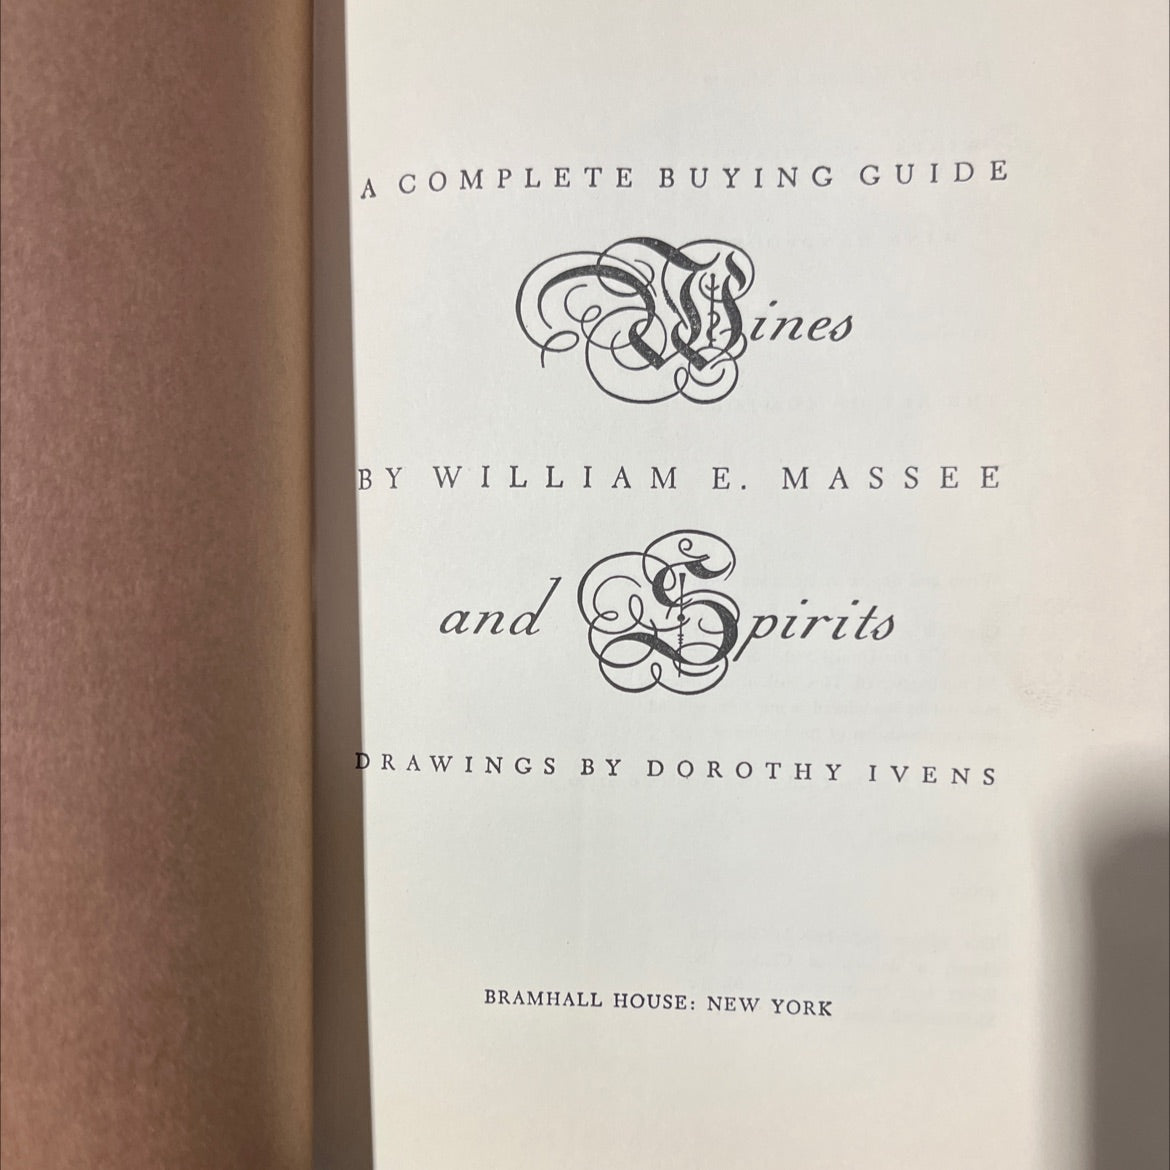 A COMPLETE BUYING GUIDE
Wines
BY WILLIAM E. MASSEE
and Spirits
DRAWINGS BY DOROTHY IVENS
BRAMHALL HOUSE: NEW YORK